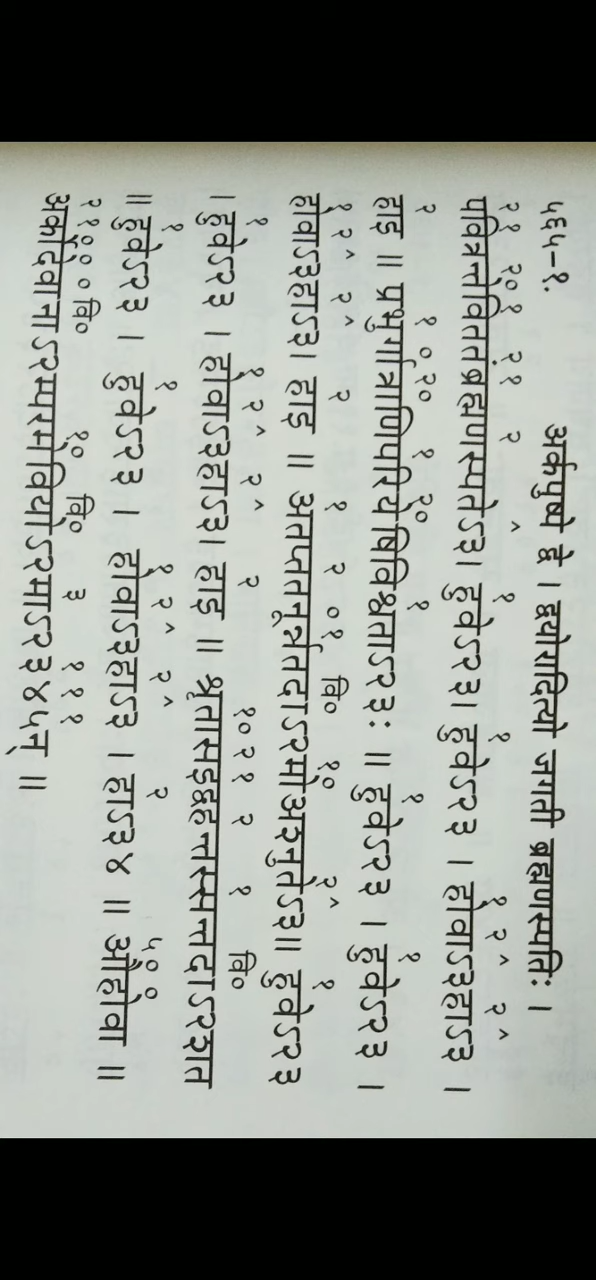 ५६५-१. अर्कपुष्पे द्वे । द्वयोरादित्यो जगती ब्रह्मणस्पतिः ।
पवित्रन्तेविततंब्रह्मणस्पतेऽ३। हुवेऽ२३। हुवेऽ२३ । होवाऽ३हाऽ३ ।
हाइ ॥ प्रभुर्गात्राणिपरियेषिविश्वताऽ२३ः ॥ हुवेऽ२३ । हुवेऽ२३ ।
होवाऽ३हाऽ३। हाइ ॥ अतप्ततनूर्न्नतदाऽ२मोअश्नुतेऽ३॥ हुवेऽ२३
। हुवेऽ२३ । होवाऽ३हाऽ३। हाइ ॥ श्रृतासइद्वहन्तस्सन्तदाऽ२शत
॥ हुवेऽ२३ । हुवेऽ२३ । होवाऽ३हाऽ३ । हाऽ३४ ॥ औहोवा ॥
अर्कोदेवानाऽ२म्परमेवियोऽ२माऽ२३४५न् ॥